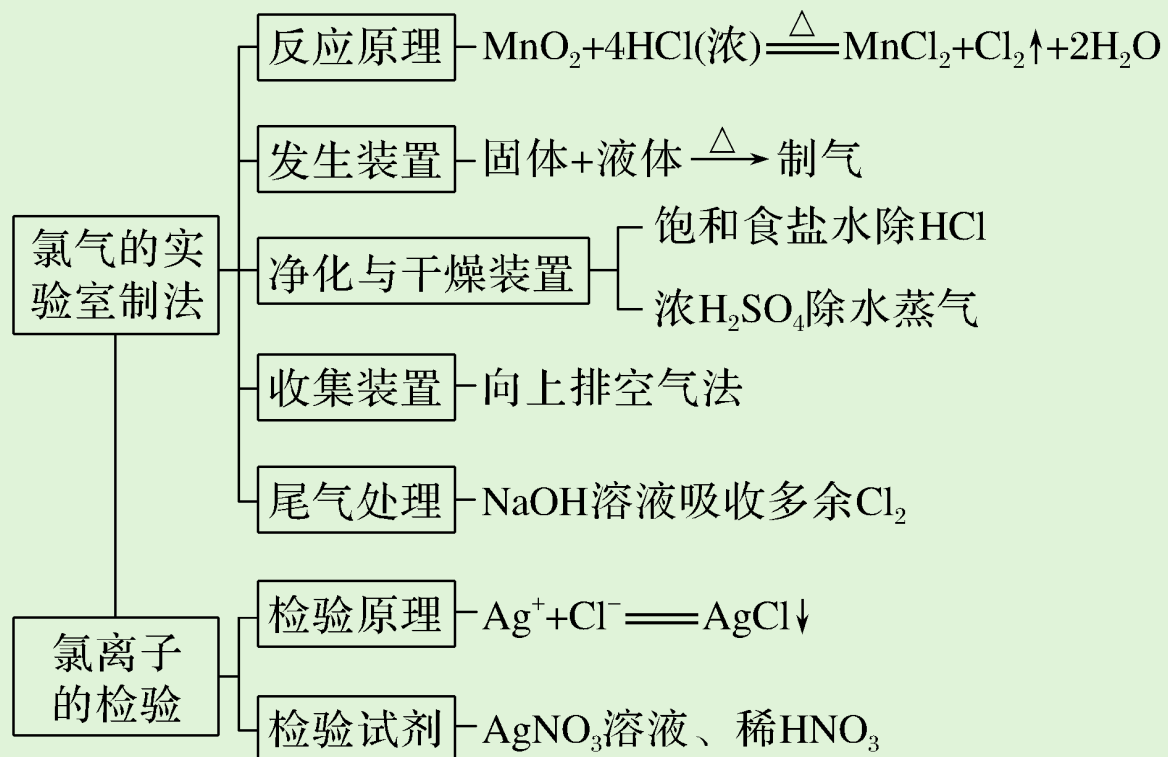 反应原理
MnO₂+4HCl(浓)══△══MnCl₂+Cl₂↑+2H₂O
发生装置
固体+液体—△→制气
氯气的实
验室制法
净化与干燥装置
饱和食盐水除HCl
浓H₂SO₄除水蒸气
收集装置
向上排空气法
尾气处理
NaOH溶液吸收多余Cl₂
氯离子
的检验
检验原理
Ag⁺+Cl⁻══AgCl↓
检验试剂
AgNO₃溶液、稀HNO₃